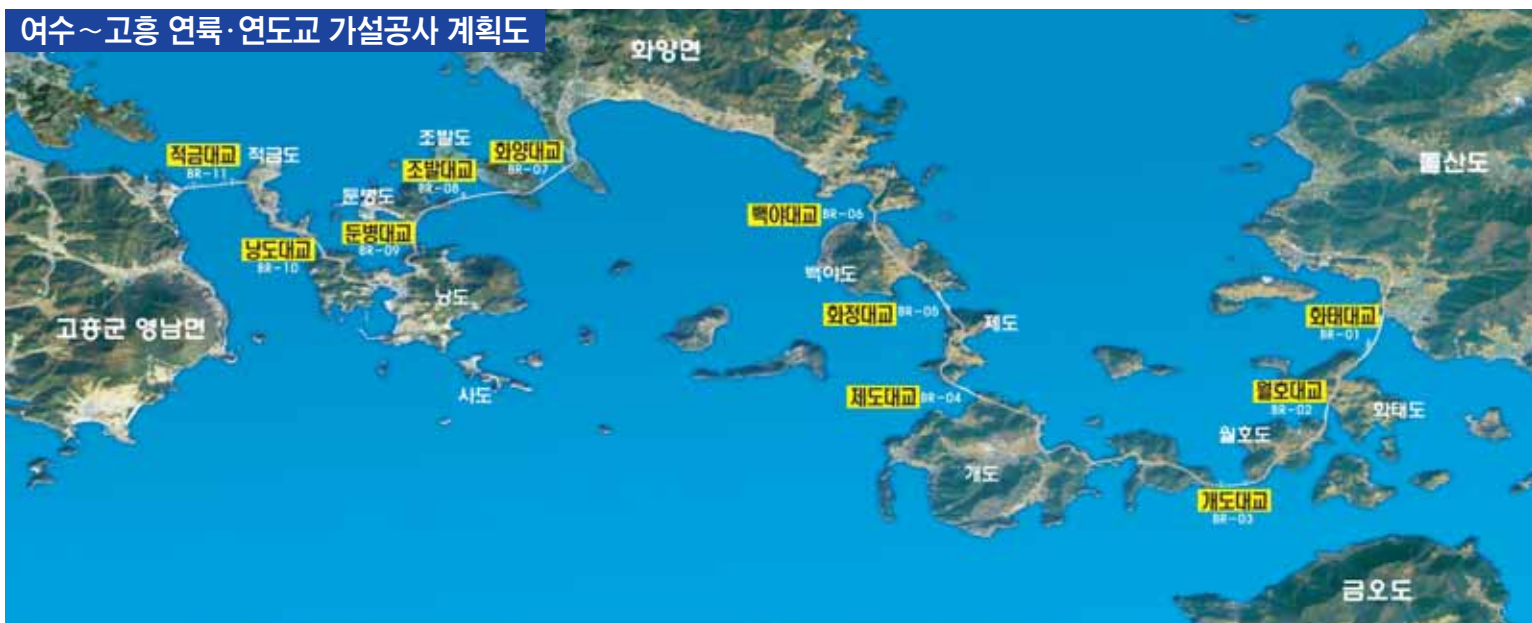 여수~고흥 연륙·연도교 가설공사 계획도
화양면
돌산도
조발도
화양대교
BR-07
적금대교
BR-11
적금도
조발대교
BR-08
둔병도
둔병대교
BR-09
낭도대교
BR-10
낭도
고흥군 영남면
사도
백야대교 BR-06
백야도
화정대교 BR-05
제도
제도대교 BR-04
개도
화태대교
BR-01
월호대교
BR-02
화태도
월호도
개도대교
BR-03
금오도